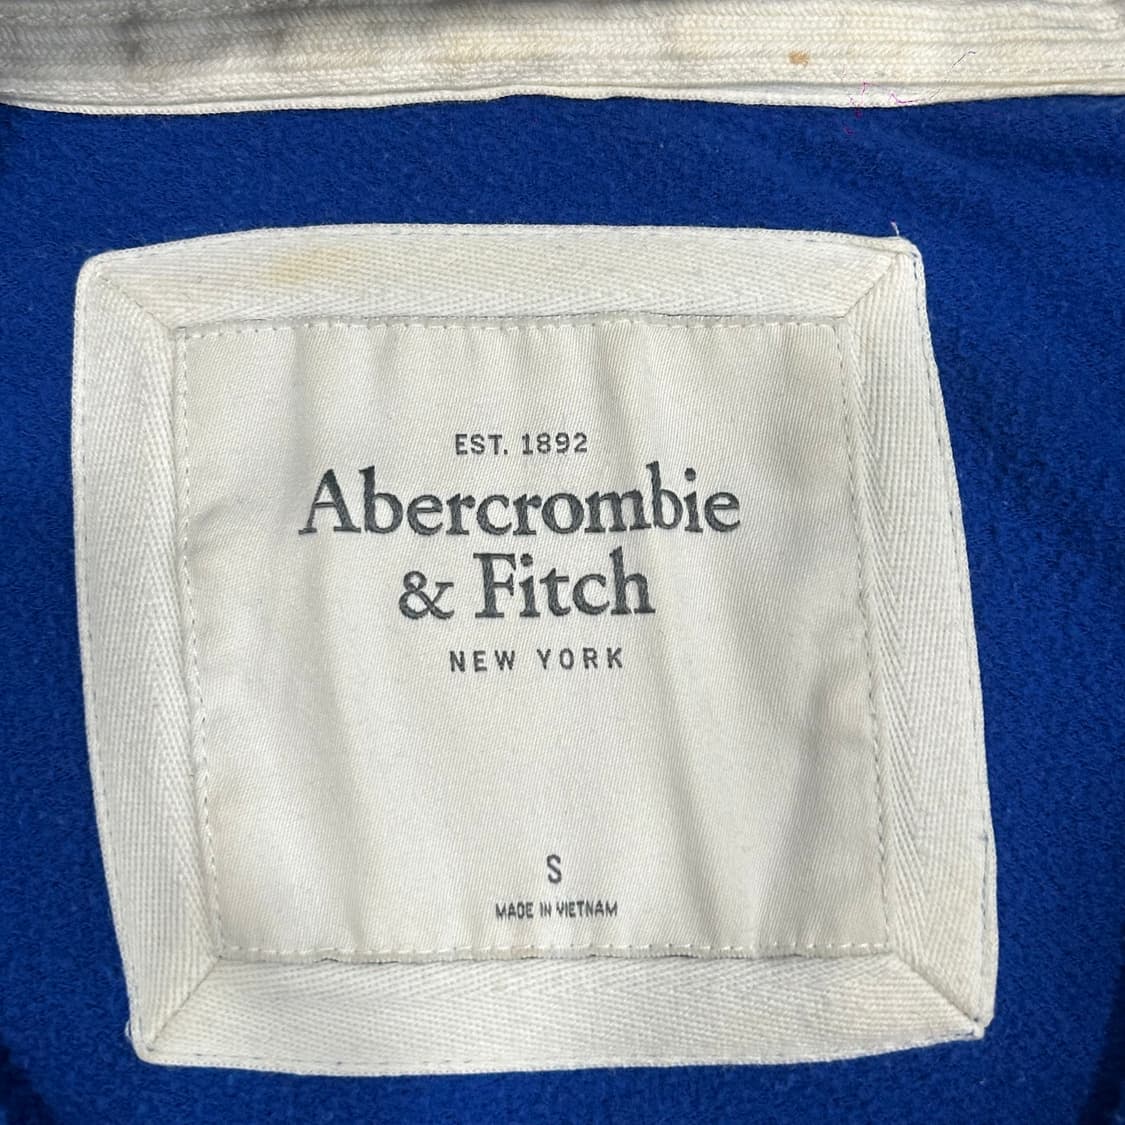 EST. 1892
Abercrombie
& Fitch
NEW YORK
S
MADE IN VIETNAM